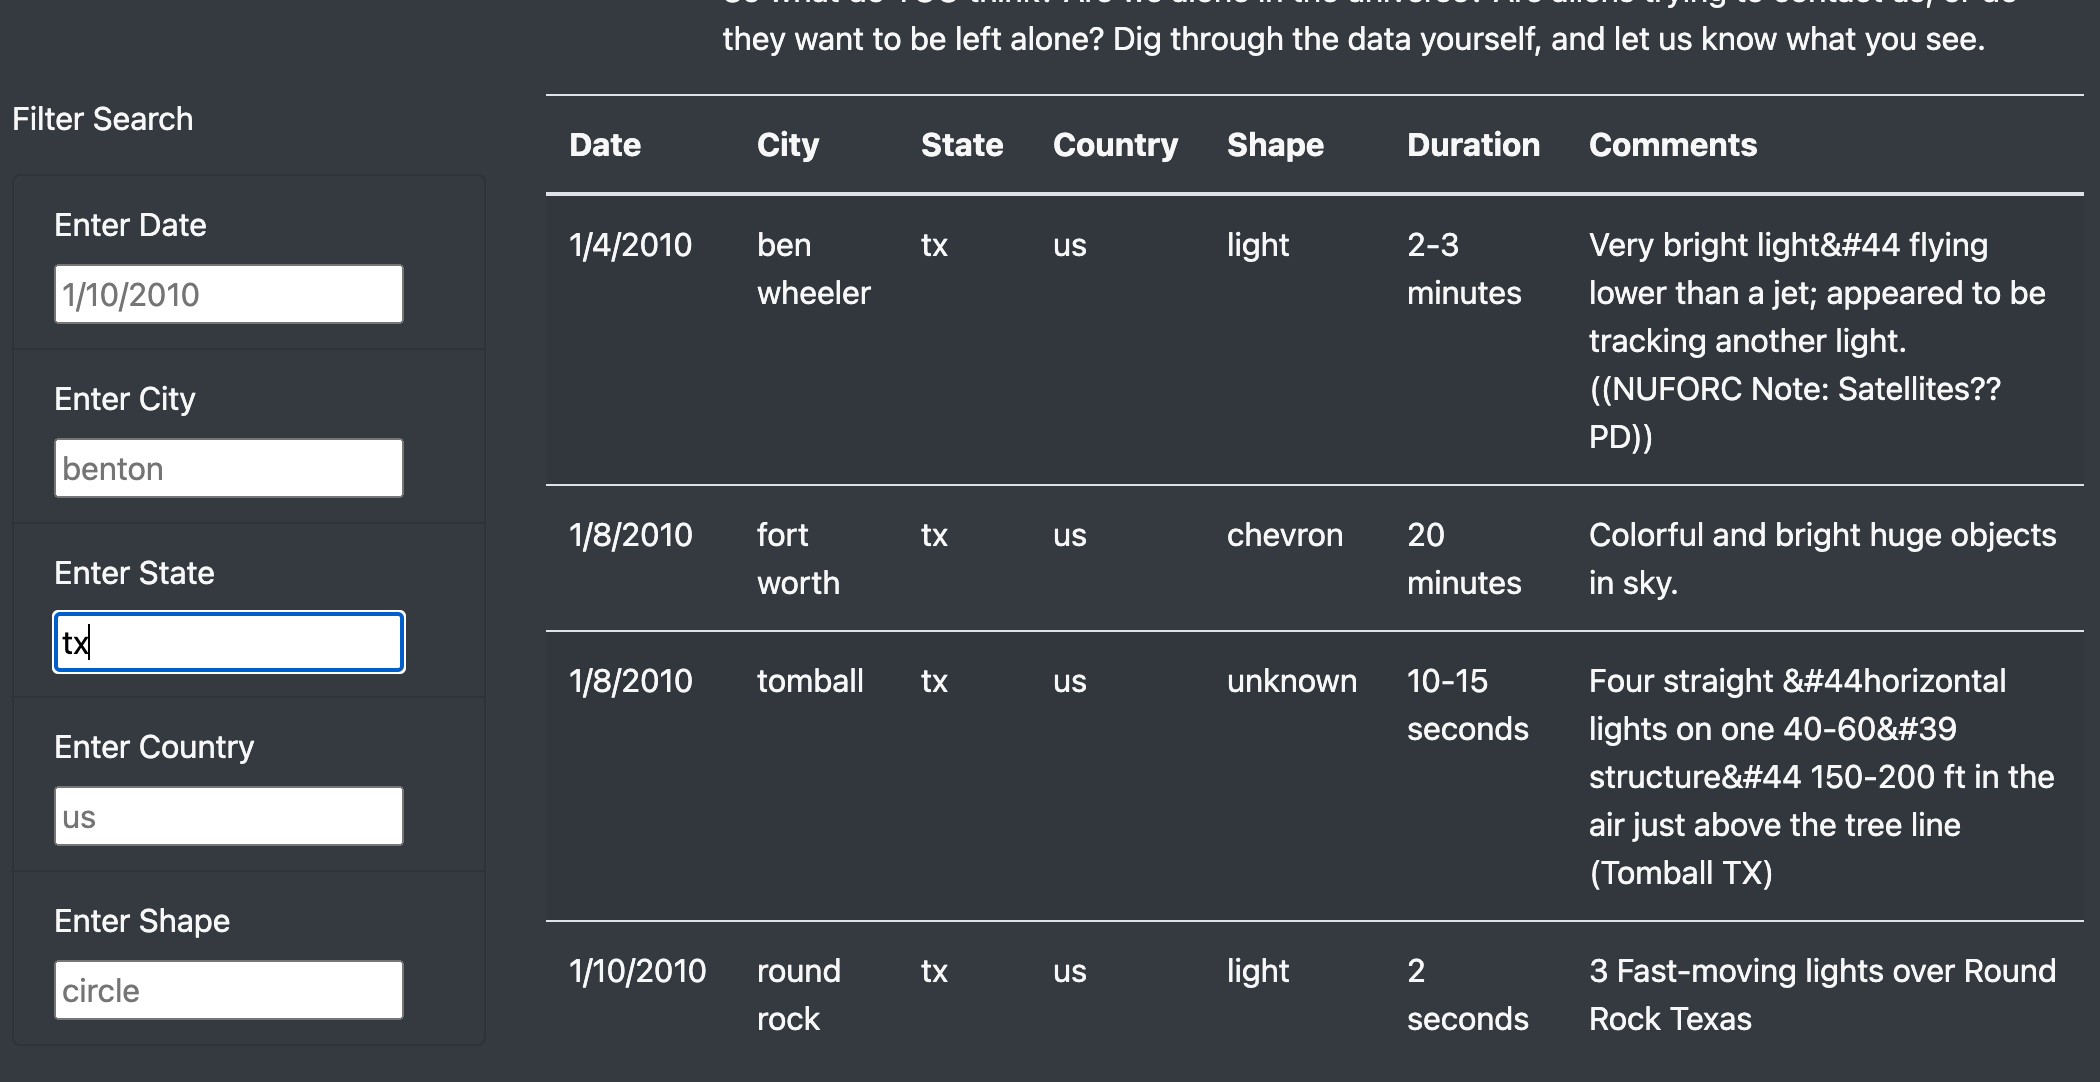 they want to be left alone? Dig through the data yourself, and let us know what you see.
Filter Search
Enter Date
1/10/2010
Enter City
benton
Enter State
tx
Enter Country
us
Enter Shape
circle
Date City State Country Shape Duration Comments
1/4/2010 ben tx us light 2-3 Very bright light&#44 flying
wheeler minutes lower than a jet; appeared to be
tracking another light.
((NUFORC Note: Satellites??
PD))
1/8/2010 fort tx us chevron 20 Colorful and bright huge objects
worth minutes in sky.
1/8/2010 tomball tx us unknown 10-15 Four straight &#44horizontal
seconds lights on one 40-60&#39
structure&#44 150-200 ft in the
air just above the tree line
(Tomball TX)
1/10/2010 round tx us light 2 3 Fast-moving lights over Round
rock seconds Rock Texas